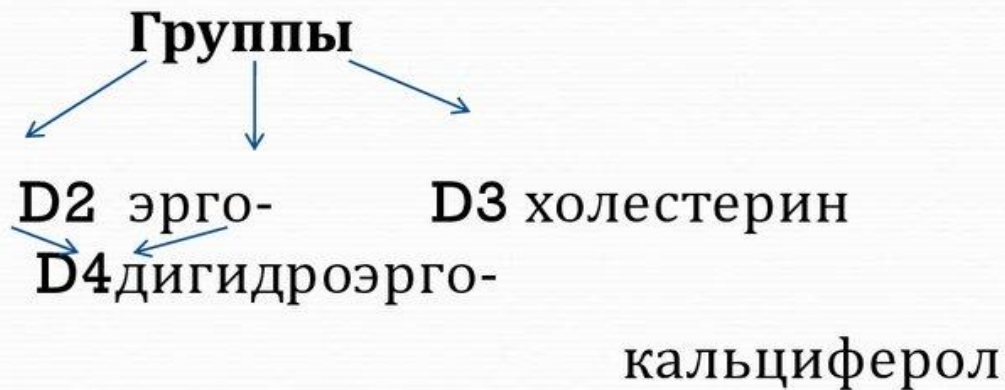 Группы
D2 эрго- D3 холестерин
D4дигидроэрго-
кальциферол